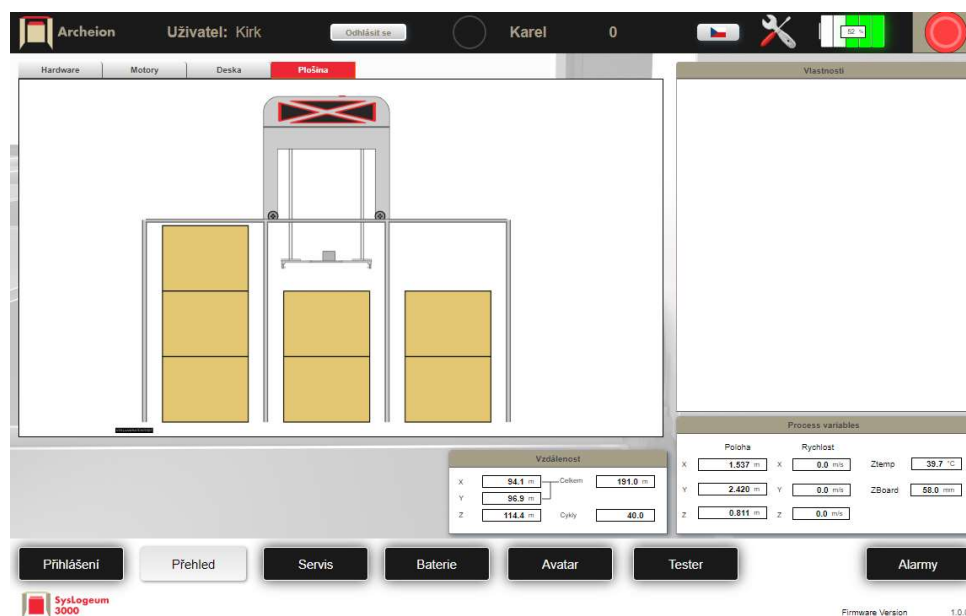 Archeion
Uživatel: Kirk
Odhlásit se
Karel
0
52 %
Hardware
Motory
Deska
Plošina
Vlastnosti
Vzdálenost
X 94.1 m Celkem 191.0 m
Y 96.9 m
Z 114.4 m Cykly 40.0
Process variables
Poloha Rychlost
X 1.537 m X 0.0 m/s Ztemp 39.7 °C
Y 2.420 m Y 0.0 m/s ZBoard 58.0 mm
Z 0.811 m Z 0.0 m/s
Přihlášení
Přehled
Servis
Baterie
Avatar
Tester
Alarmy
SysLogeum
3000
Firmware Version 1.0.